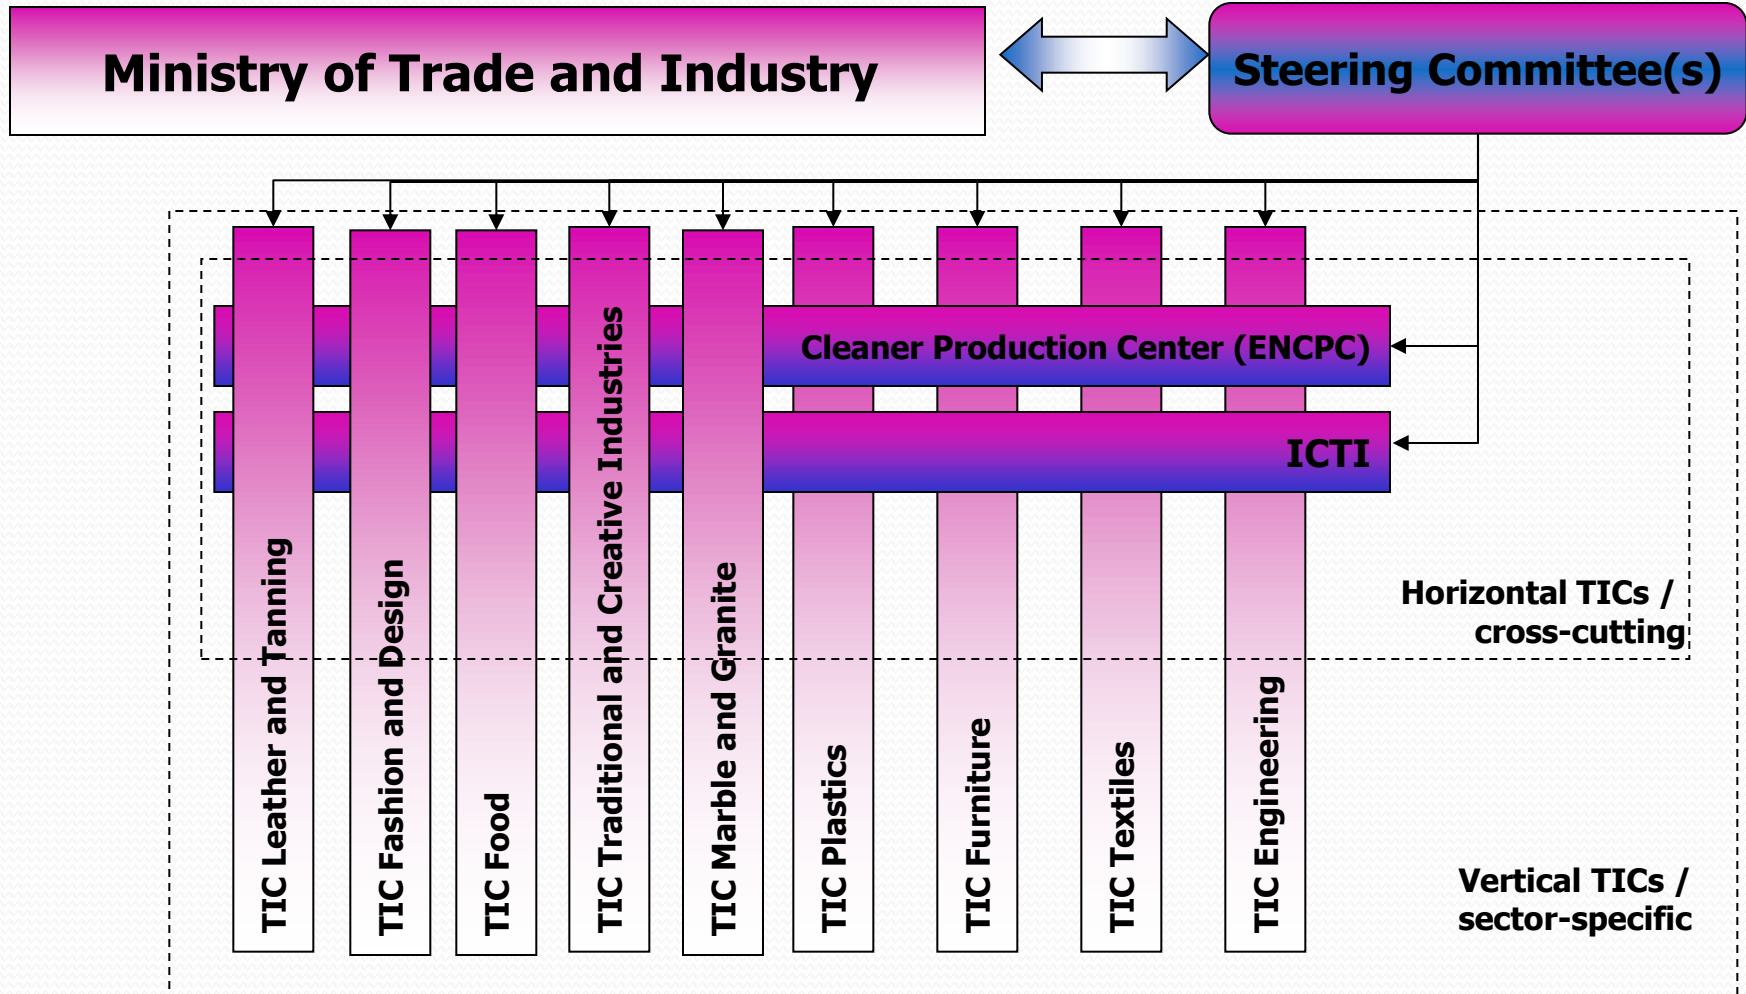 Ministry of Trade and Industry
Steering Committee(s)
Cleaner Production Center (ENCPC)
ICTI
TIC Leather and Tanning
TIC Fashion and Design
TIC Food
TIC Traditional and Creative Industries
TIC Marble and Granite
TIC Plastics
TIC Furniture
TIC Textiles
TIC Engineering
Horizontal TICs /
cross-cutting
Vertical TICs /
sector-specific